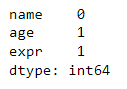 name    0
age     1
expr    1
dtype: int64